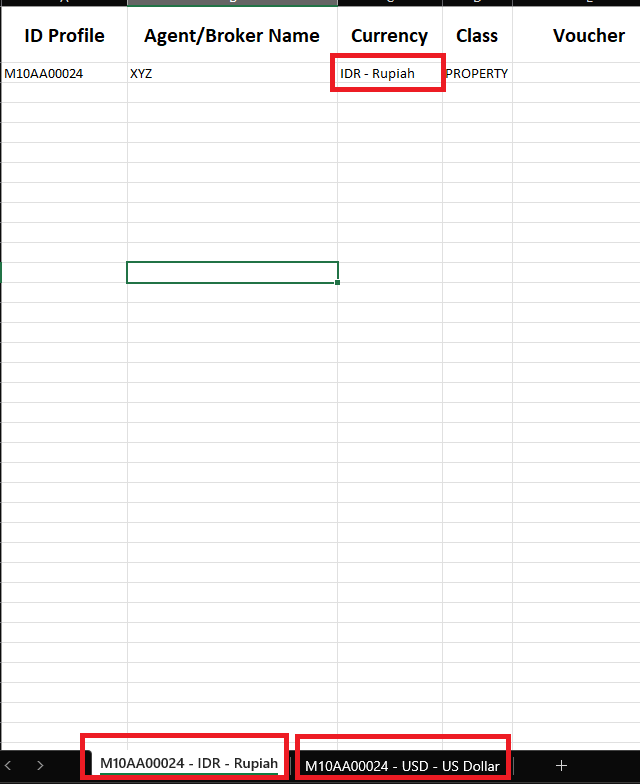 ID Profile Agent/Broker Name Currency Class Voucher
M10AA00024 XYZ IDR - Rupiah PROPERTY
M10AA00024 - IDR - Rupiah M10AA00024 - USD - US Dollar